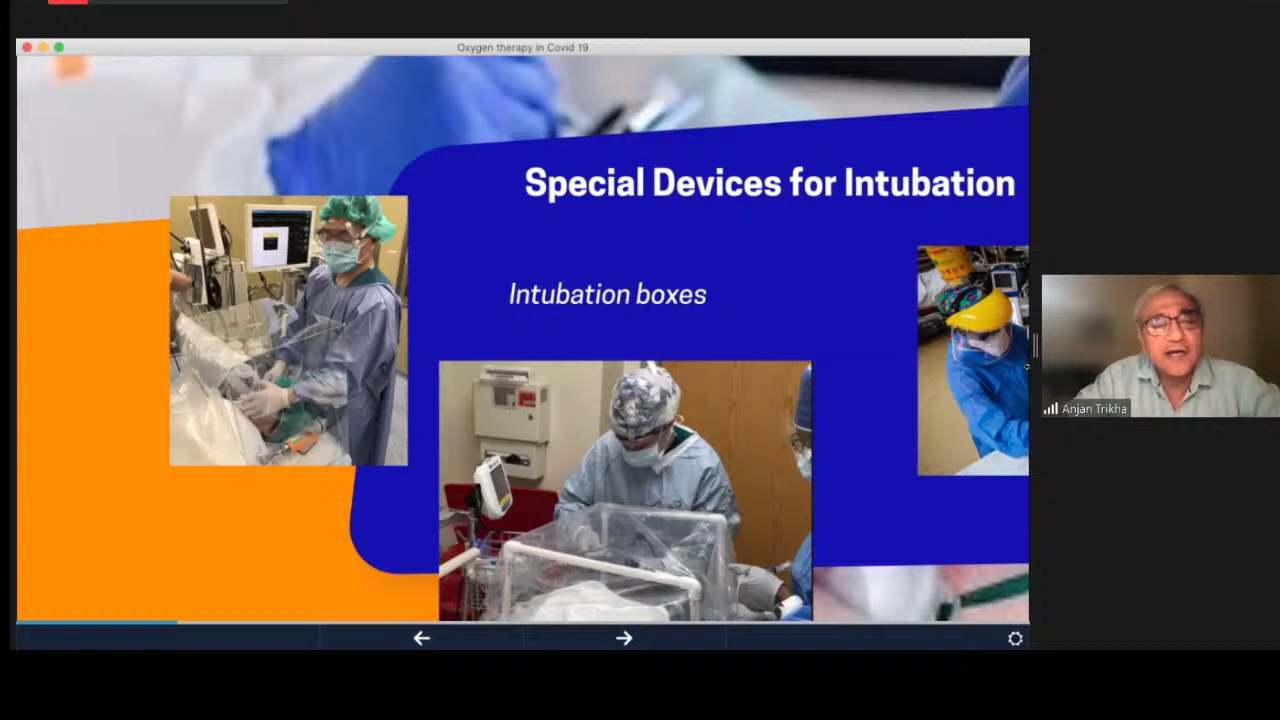 Oxygen therapy in Covid 19
Special Devices for Intubation
Intubation boxes
Anjan Trikha